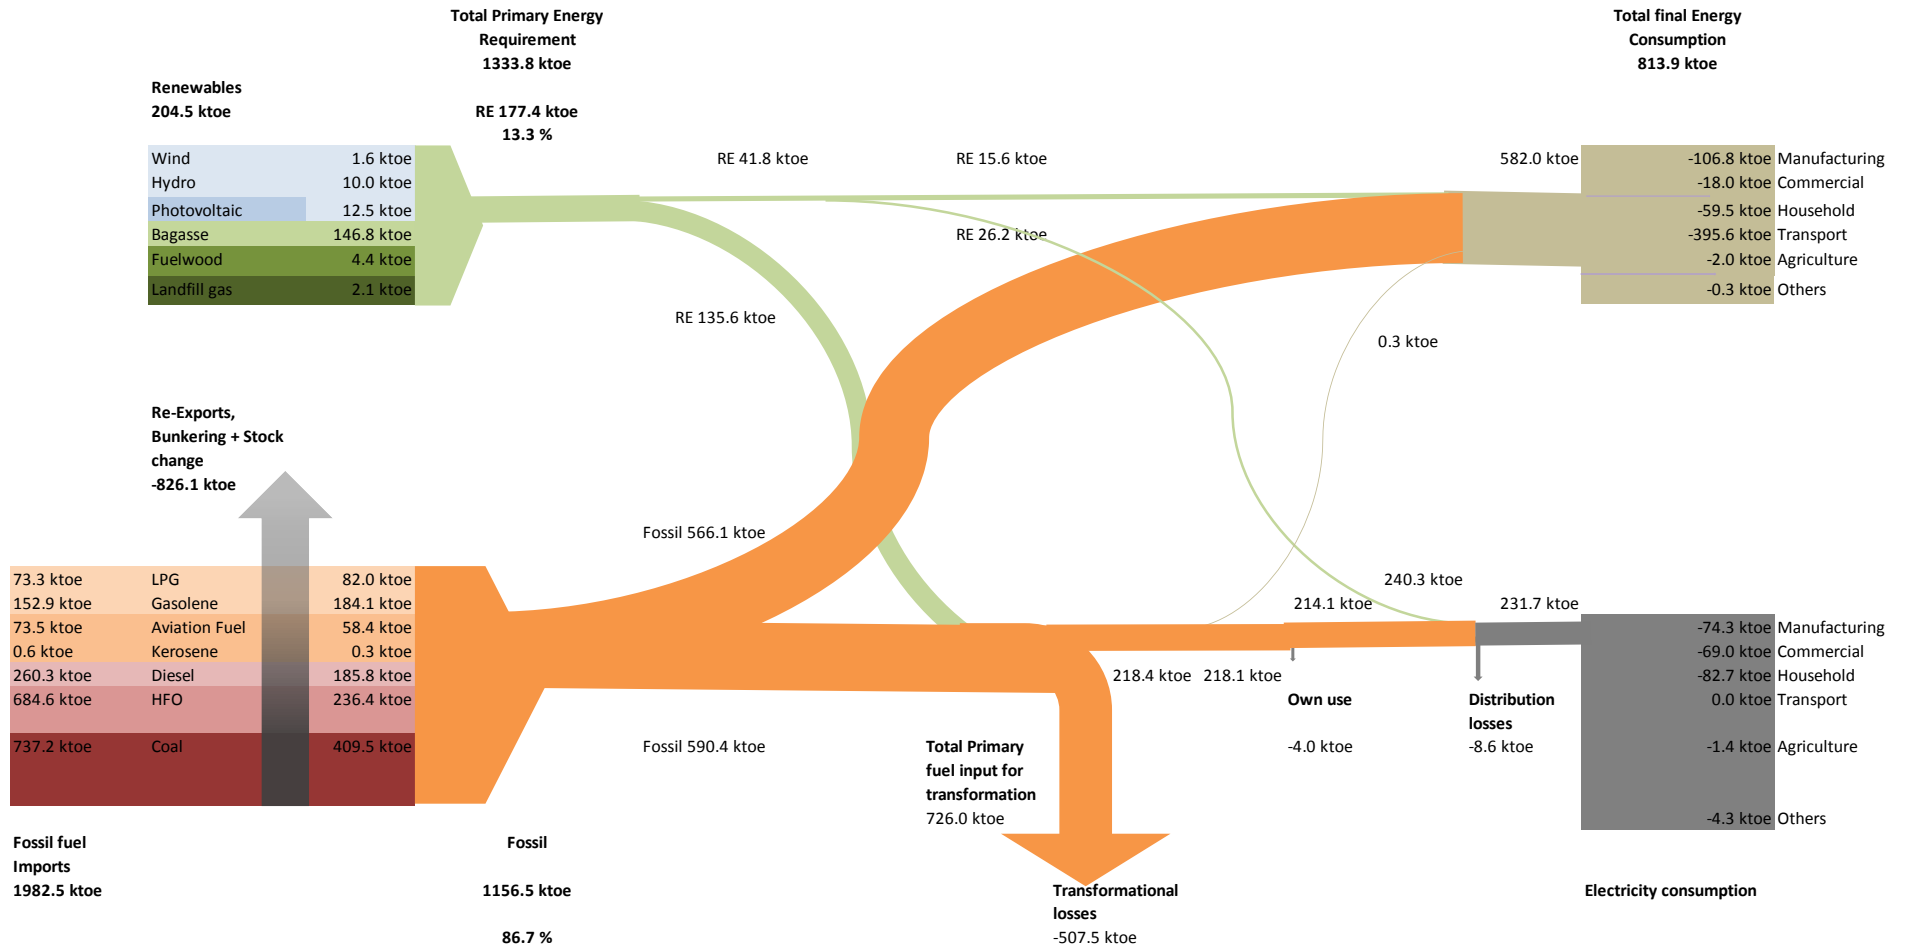 Total Primary Energy
Requirement
1333.8 ktoe
RE 177.4 ktoe
13.3 %
Total final Energy
Consumption
813.9 ktoe
Renewables
204.5 ktoe
Wind 1.6 ktoe
Hydro 10.0 ktoe
Photovoltaic 12.5 ktoe
Bagasse 146.8 ktoe
Fuelwood 4.4 ktoe
Landfill gas 2.1 ktoe
RE 41.8 ktoe
RE 15.6 ktoe
RE 26.2 ktoe
RE 135.6 ktoe
582.0 ktoe
-106.8 ktoe Manufacturing
-18.0 ktoe Commercial
-59.5 ktoe Household
-395.6 ktoe Transport
-2.0 ktoe Agriculture
-0.3 ktoe Others
0.3 ktoe
Re-Exports,
Bunkering + Stock
change
-826.1 ktoe
Fossil 566.1 ktoe
73.3 ktoe LPG 82.0 ktoe
152.9 ktoe Gasolene 184.1 ktoe
73.5 ktoe Aviation Fuel 58.4 ktoe
0.6 ktoe Kerosene 0.3 ktoe
260.3 ktoe Diesel 185.8 ktoe
684.6 ktoe HFO 236.4 ktoe
737.2 ktoe Coal 409.5 ktoe
Fossil 590.4 ktoe
240.3 ktoe
214.1 ktoe
231.7 ktoe
218.4 ktoe
218.1 ktoe
Own use
-4.0 ktoe
Distribution
losses
-8.6 ktoe
-74.3 ktoe Manufacturing
-69.0 ktoe Commercial
-82.7 ktoe Household
0.0 ktoe Transport
-1.4 ktoe Agriculture
-4.3 ktoe Others
Total Primary
fuel input for
transformation
726.0 ktoe
Fossil fuel
Imports
1982.5 ktoe
Fossil
1156.5 ktoe
86.7 %
Transformational
losses
-507.5 ktoe
Electricity consumption